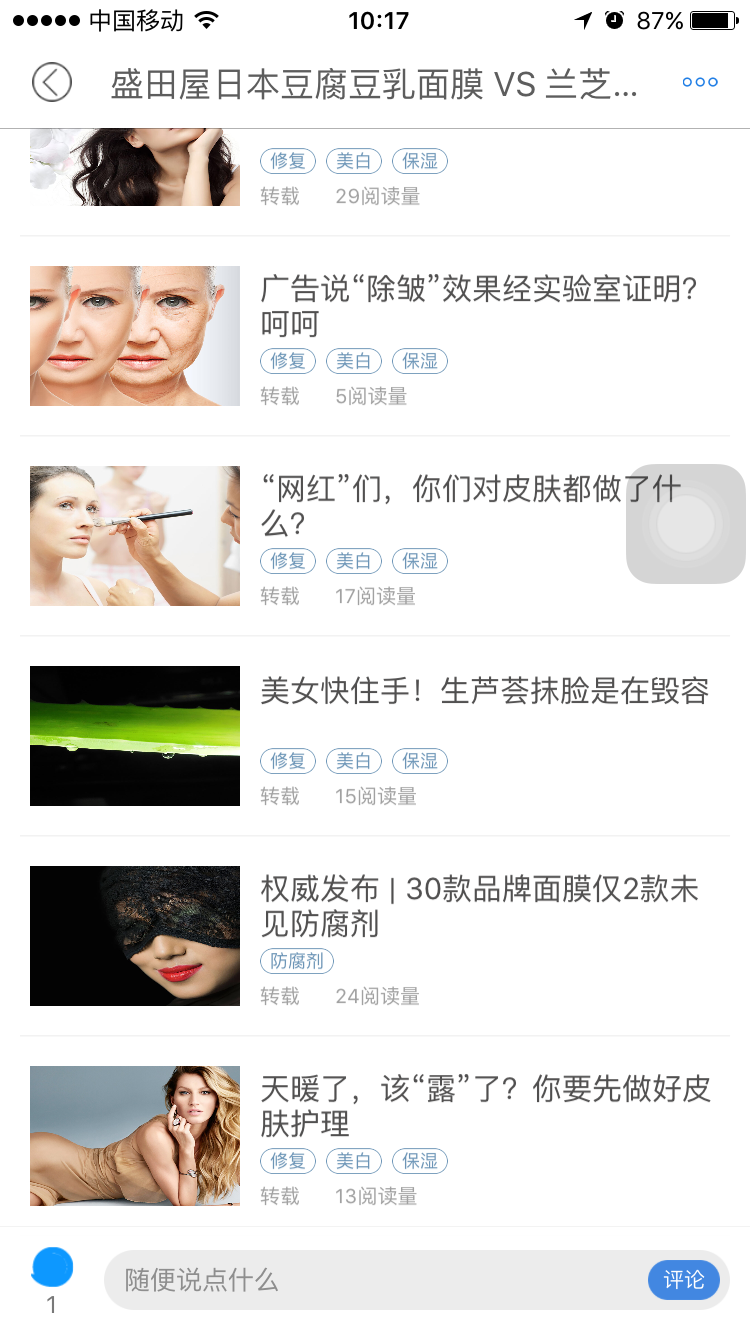 中国移动 10:17 87%
盛田屋日本豆腐豆乳面膜 VS 兰芝...
修复 美白 保湿
转载 29阅读量
广告说“除皱”效果经实验室证明?
呵呵
修复 美白 保湿
转载 5阅读量
“网红”们，你们对皮肤都做了什
么?
修复 美白 保湿
转载 17阅读量
美女快住手！生芦荟抹脸是在毁容
修复 美白 保湿
转载 15阅读量
权威发布 | 30款品牌面膜仅2款未
见防腐剂
防腐剂
转载 24阅读量
天暖了，该“露”了？你要先做好皮
肤护理
修复 美白 保湿
转载 13阅读量
随便说点什么 评论
1